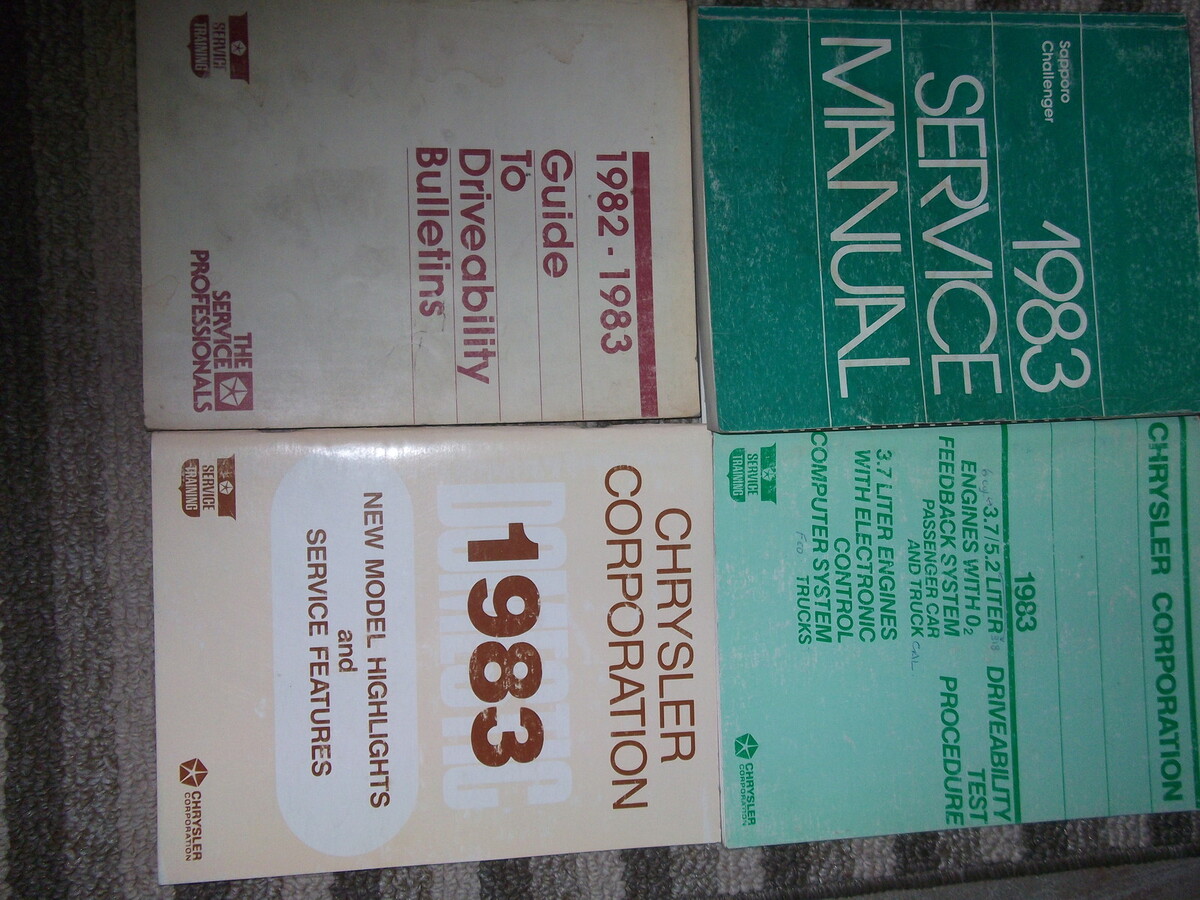 Sapporo
Challenger
1983
SERVICE
MANUAL
CHRYSLER CORPORATION
1983
3.7/5.2 LITER
ENGINES WITH O2
FEEDBACK SYSTEM
PASSENGER CAR
AND TRUCK CAL
3.7 LITER ENGINES
WITH ELECTRONIC
CONTROL
COMPUTER SYSTEM
TRUCKS
DRIVEABILITY
TEST
PROCEDURE
SERVICE
TRAINING
CHRYSLER
CORPORATION
1982-1983
Guide
To
Driveability
Bulletins
SERVICE
TRAINING
THE
SERVICE
PROFESSIONALS
CHRYSLER
CORPORATION
DOMESTIC
1983
NEW MODEL HIGHLIGHTS
and
SERVICE FEATURES
SERVICE
TRAINING
CHRYSLER
CORPORATION